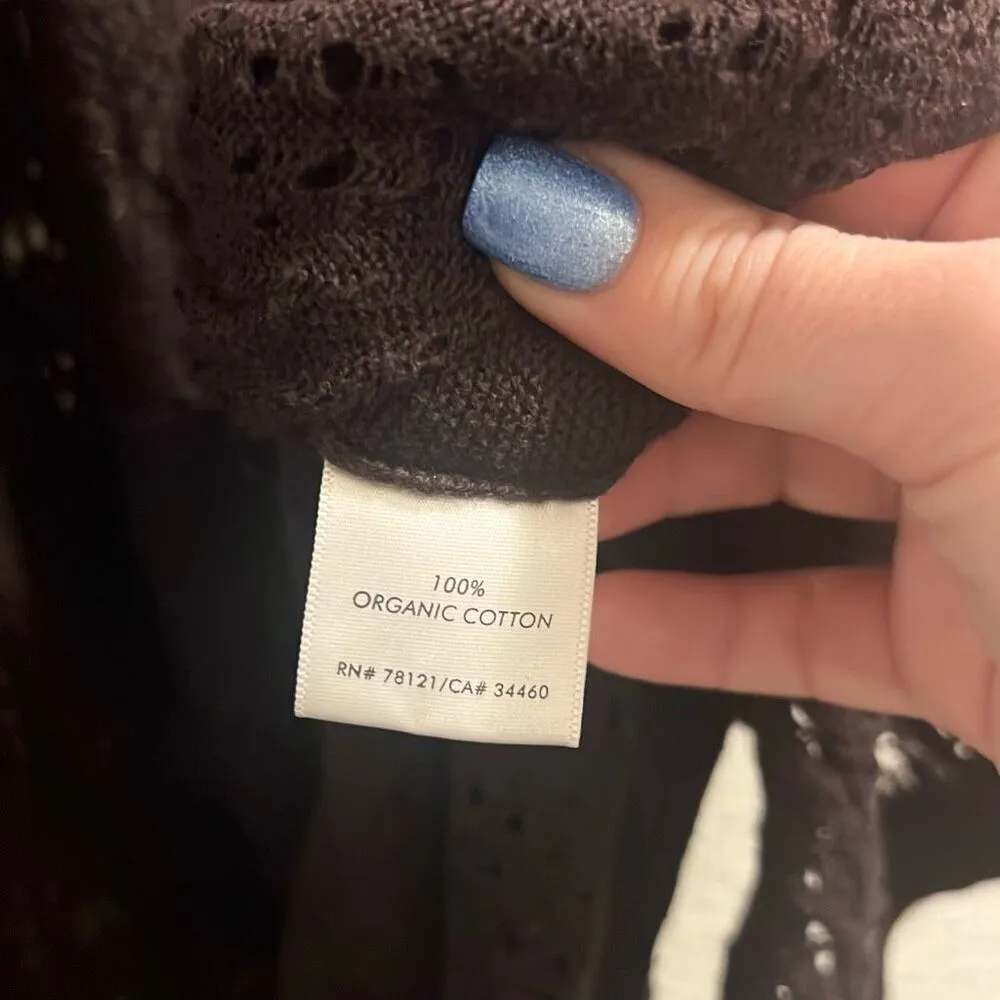 100%
ORGANIC COTTON
RN# 78121/CA# 34460